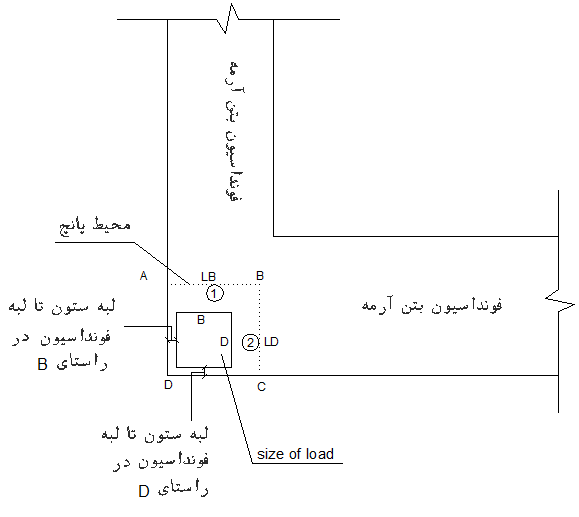 فونداسیون بتن آرمه
محیط پانچ
A
LB
B
1
فونداسیون بتن آرمه
لبه ستون تا لبه
فونداسیون در
راستای B
B
D
2
LD
D
C
لبه ستون تا لبه
فونداسیون در
راستای D
size of load